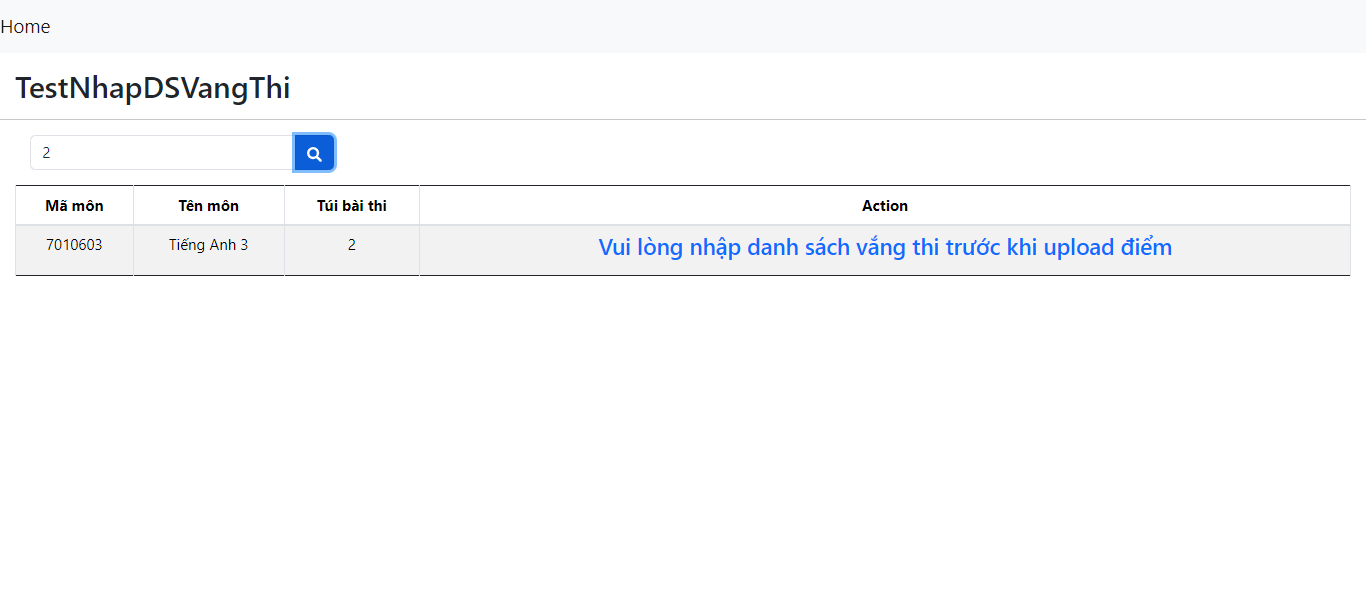 Home
TestNhapDSVangThi
2
Mã môn Tên môn Túi bài thi Action
7010603 Tiếng Anh 3 2 Vui lòng nhập danh sách vắng thi trước khi upload điểm